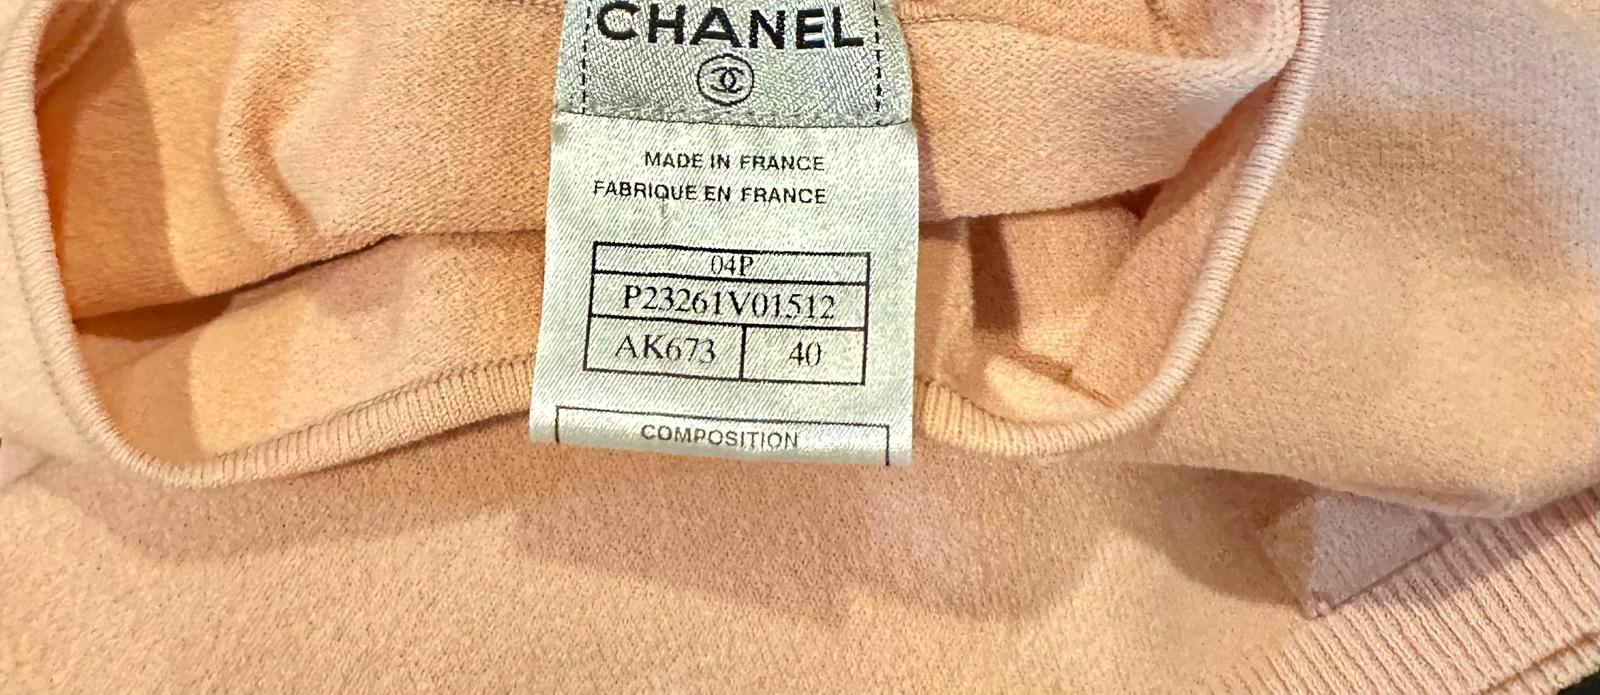 CHANEL
MADE IN FRANCE
FABRIQUE EN FRANCE
04P
P23261V01512
AK673 40
COMPOSITION